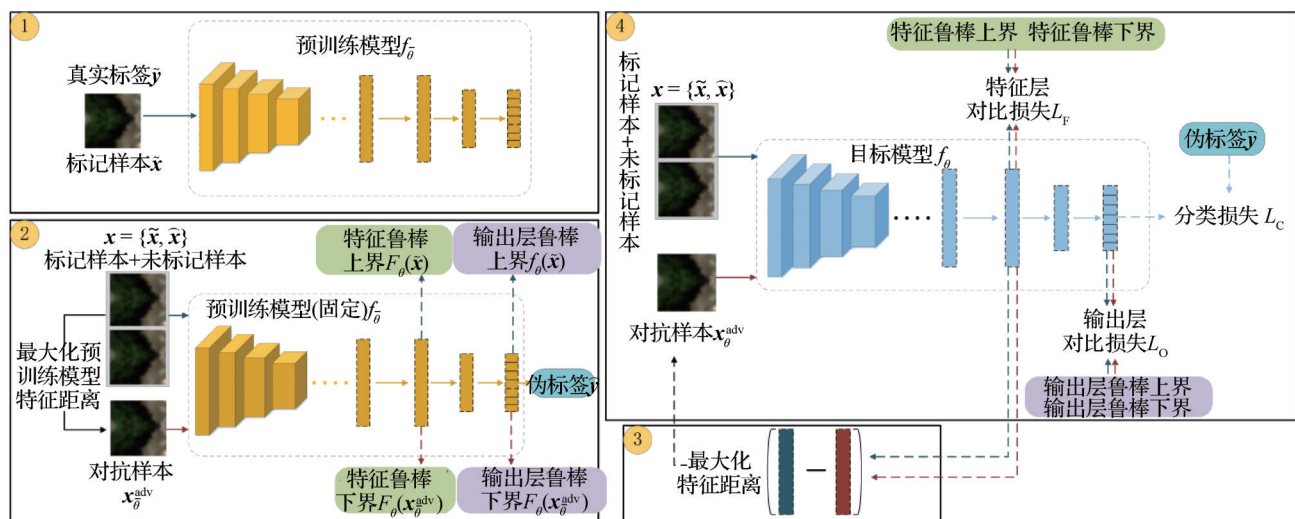 1
预训练模型f_θ̄
真实标签ỹ
标记样本x̃
2
x = {x̃, x̂}
标记样本+未标记样本
特征鲁棒
上界F_θ̄(x̃)
输出层鲁棒
上界f_θ̄(x̃)
预训练模型(固定)f_θ̄
最大化预
训练模型
特征距离
伪标签ȳ
对抗样本
x_θ̄^adv
特征鲁棒
下界F_θ̄(x_θ̄^adv)
输出层鲁棒
下界F_θ̄(x_θ̄^adv)
4
特征鲁棒上界 特征鲁棒下界
标记样本+未标记样本
x = {x̃, x̂}
特征层
对比损失L_F
目标模型 f_θ
伪标签ȳ
分类损失 L_C
对抗样本x_θ^adv
输出层
对比损失L_O
输出层鲁棒上界
输出层鲁棒下界
3
最大化
特征距离